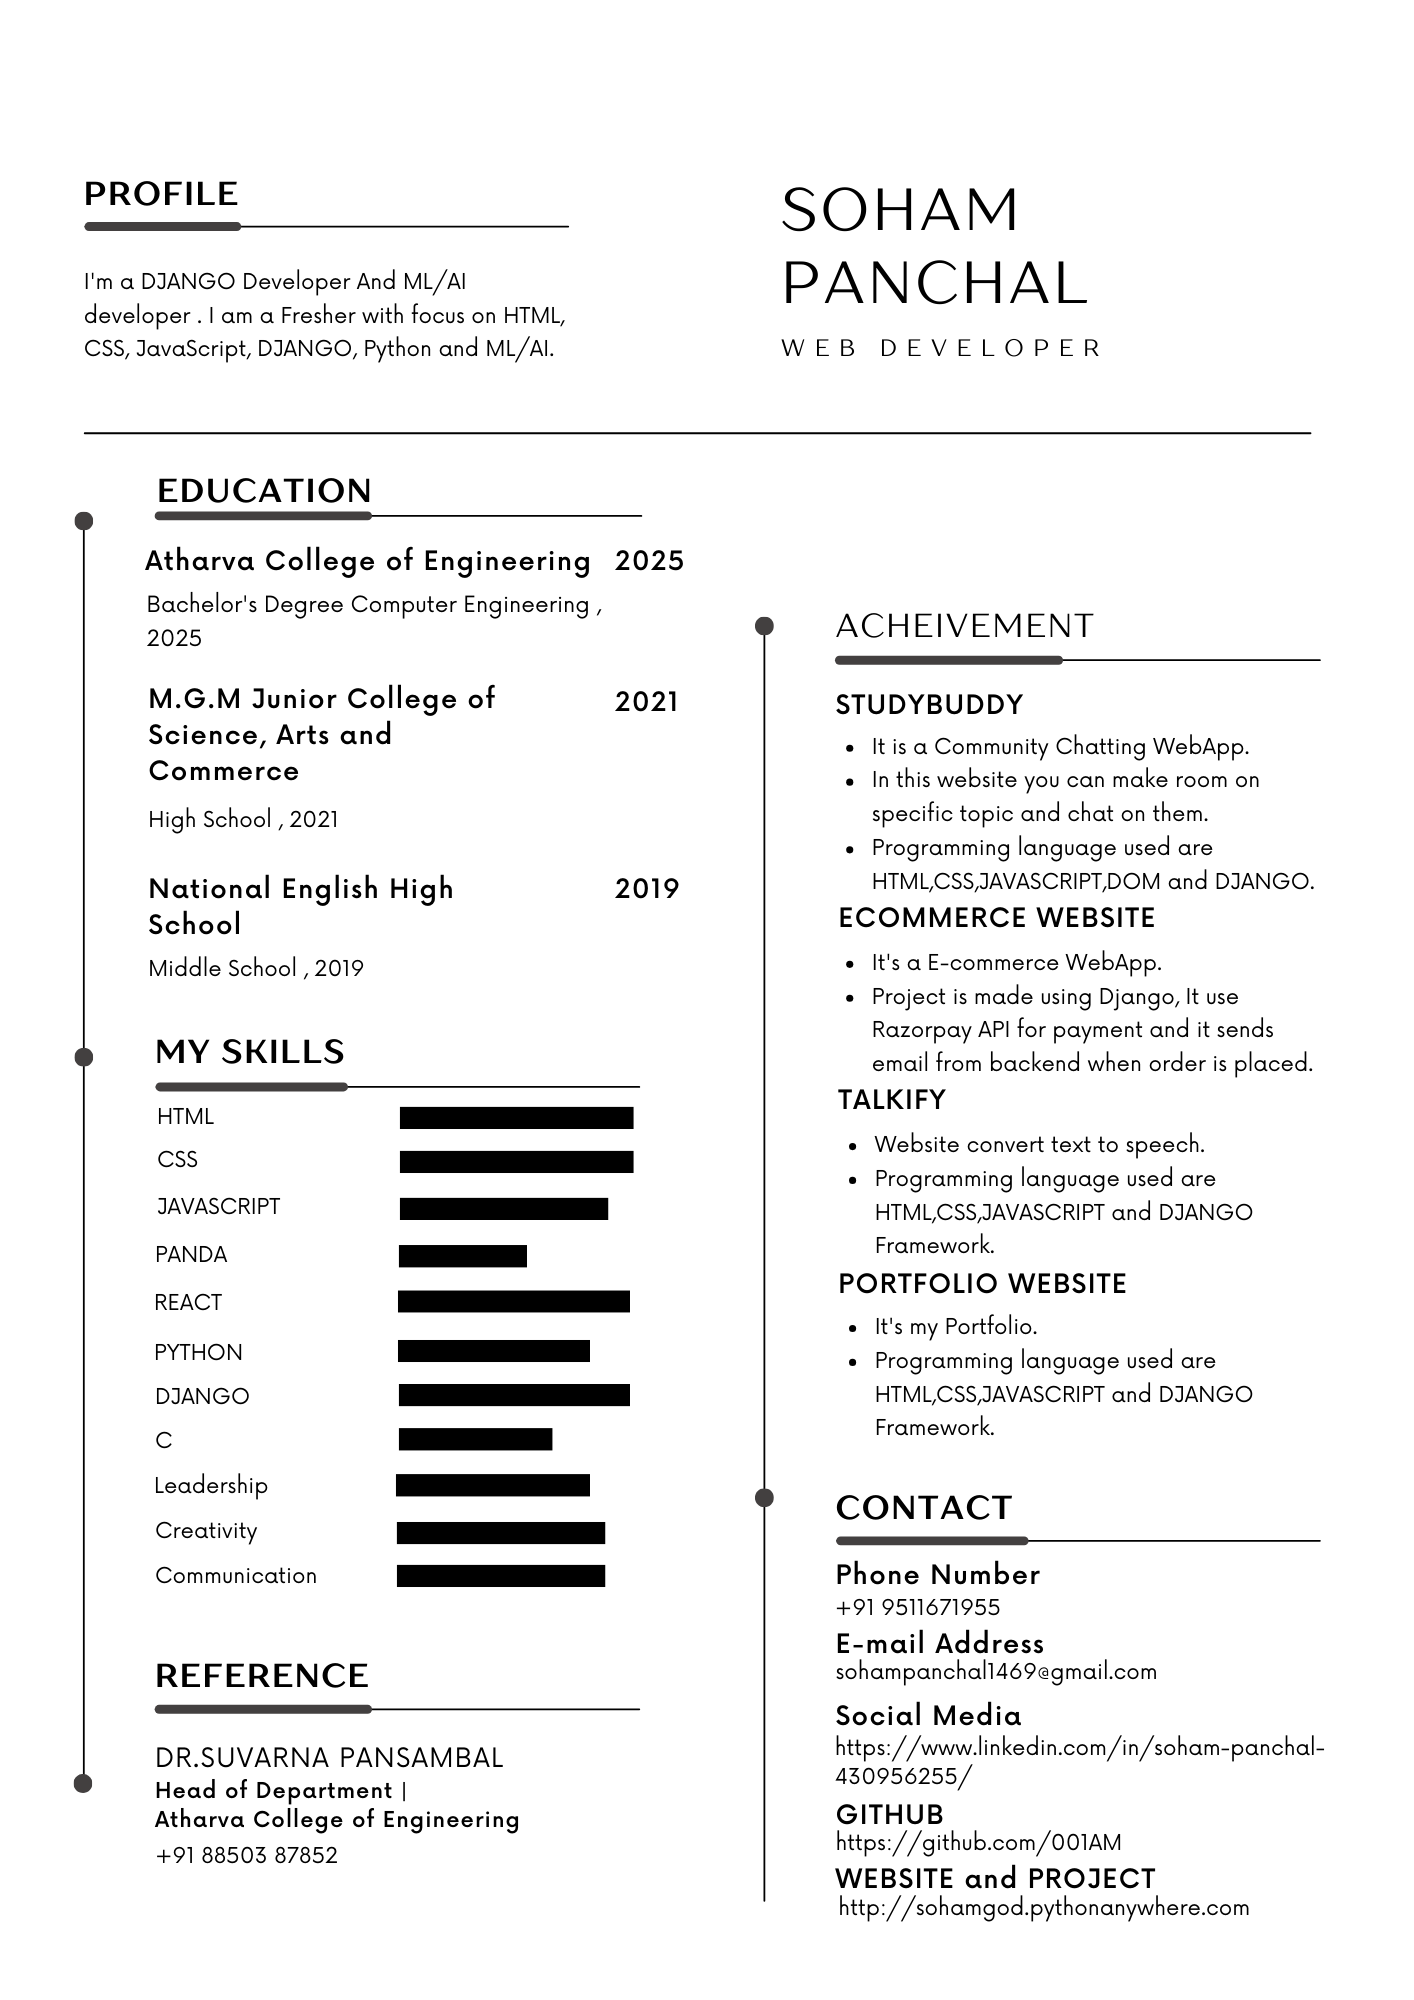 PROFILE
I'm a DJANGO Developer And ML/AI
developer . I am a Fresher with focus on HTML,
CSS, JavaScript, DJANGO, Python and ML/AI.
SOHAM
PANCHAL
WEB DEVELOPER
EDUCATION
Atharva College of Engineering 2025
Bachelor's Degree Computer Engineering ,
2025
M.G.M Junior College of 2021
Science, Arts and
Commerce
High School , 2021
National English High 2019
School
Middle School , 2019
MY SKILLS
HTML
CSS
JAVASCRIPT
PANDA
REACT
PYTHON
DJANGO
C
Leadership
Creativity
Communication
REFERENCE
DR.SUVARNA PANSAMBAL
Head of Department |
Atharva College of Engineering
+91 88503 87852
ACHEIVEMENT
STUDYBUDDY
• It is a Community Chatting WebApp.
• In this website you can make room on
specific topic and chat on them.
• Programming language used are
HTML,CSS,JAVASCRIPT,DOM and DJANGO.
ECOMMERCE WEBSITE
• It's a E-commerce WebApp.
• Project is made using Django, It use
Razorpay API for payment and it sends
email from backend when order is placed.
TALKIFY
• Website convert text to speech.
• Programming language used are
HTML,CSS,JAVASCRIPT and DJANGO
Framework.
PORTFOLIO WEBSITE
• It's my Portfolio.
• Programming language used are
HTML,CSS,JAVASCRIPT and DJANGO
Framework.
CONTACT
Phone Number
+91 9511671955
E-mail Address
sohampanchal1469@gmail.com
Social Media
https://www.linkedin.com/in/soham-panchal-
430956255/
GITHUB
https://github.com/001AM
WEBSITE and PROJECT
http://sohamgod.pythonanywhere.com